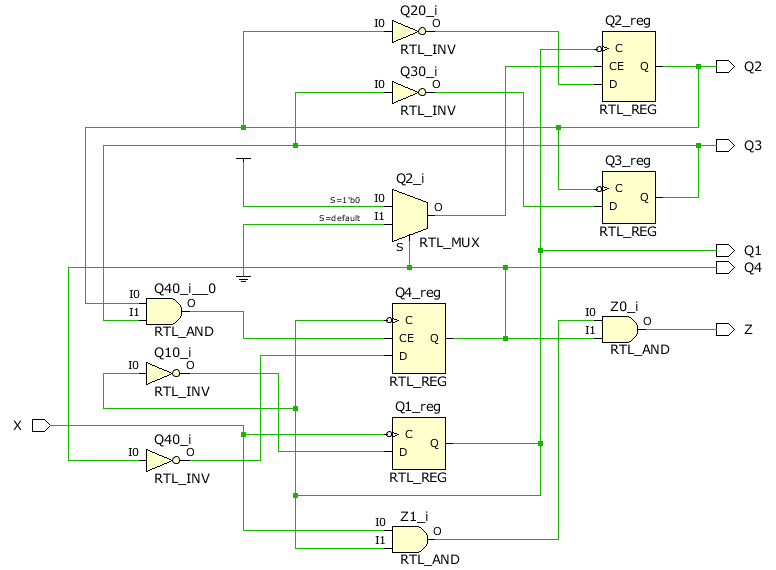 Q20_i
I0 O
RTL_INV
Q30_i
I0 O
RTL_INV
Q2_reg
C
CE Q
D
RTL_REG
Q2
Q3
Q3_reg
C
Q
D
RTL_REG
Q2_i
S=1'b0 I0
O
S=default I1
S
RTL_MUX
Q1
Q4
Q40_i__0
I0
O
I1
RTL_AND
Q4_reg
C
CE Q
D
RTL_REG
Z0_i
I0
O
I1
RTL_AND
Z
Q10_i
I0 O
RTL_INV
Q1_reg
C
Q
D
RTL_REG
X
Q40_i
I0 O
RTL_INV
Z1_i
I0
O
I1
RTL_AND